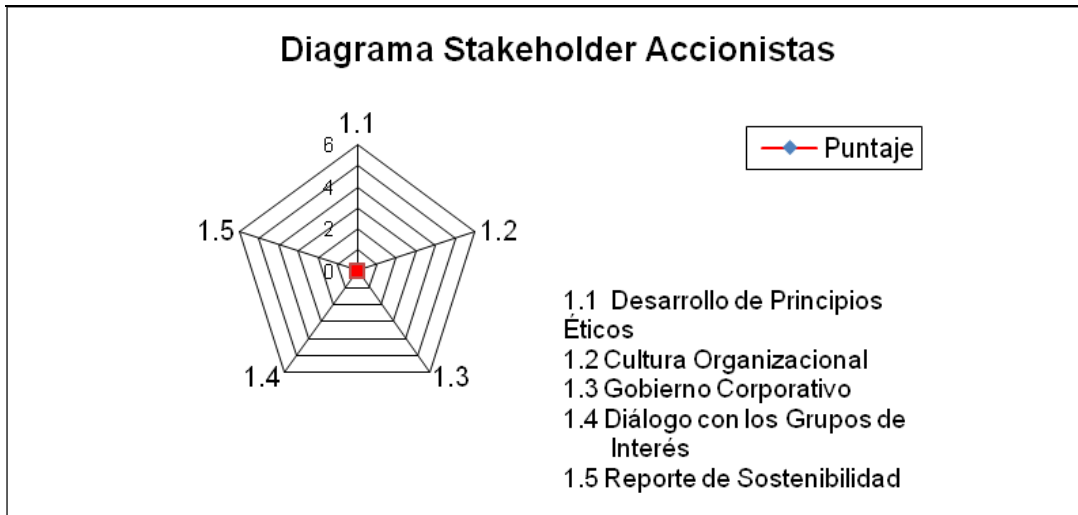 Diagrama Stakeholder Accionistas
1.1
6
4
2
0
1.2
1.3
1.4
1.5
Puntaje
1.1 Desarrollo de Principios
Éticos
1.2 Cultura Organizacional
1.3 Gobierno Corporativo
1.4 Diálogo con los Grupos de
Interés
1.5 Reporte de Sostenibilidad